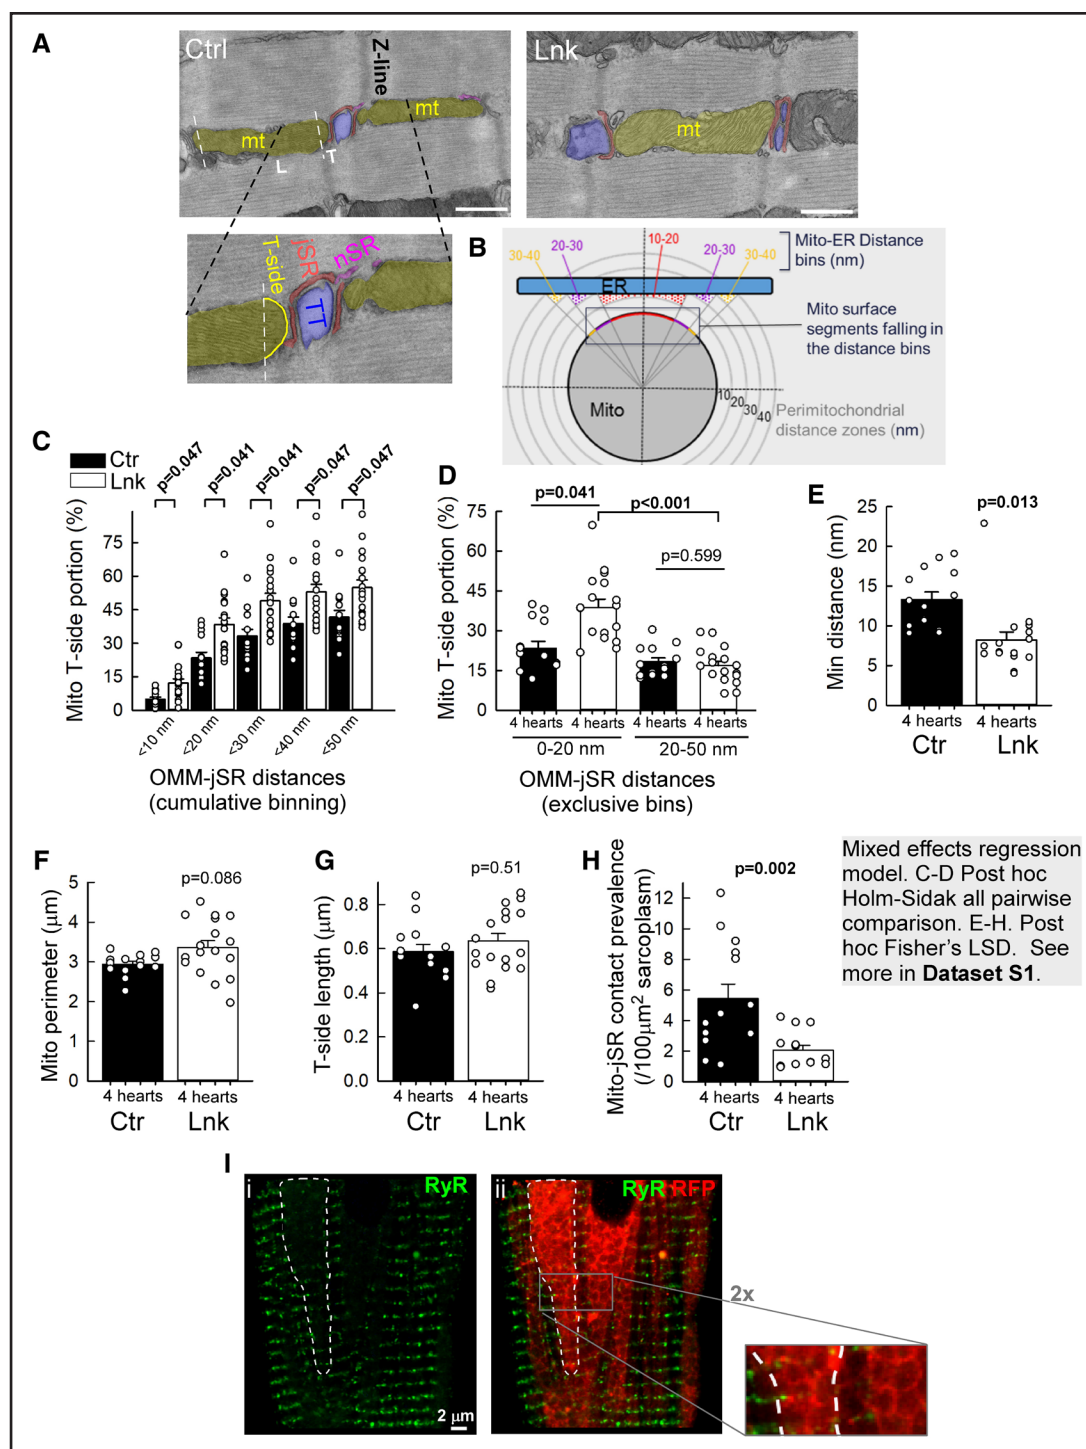 A
Ctrl
Z-line
mt
mt
L
T
Lnk
mt
T-side
jSR
nSR
TT
B
30-40
20-30
10-20
20-30
30-40
Mito-ER Distance
bins (nm)
ER
Mito surface
segments falling in
the distance bins
Mito
10
20
30
40
Perimitochondrial
distance zones (nm)
C
Ctr
Lnk
p=0.047
p=0.041
p=0.041
p=0.047
p=0.047
Mito T-side portion (%)
75
60
45
30
15
0
<10 nm
<20 nm
<30 nm
<40 nm
<50 nm
OMM-jSR distances
(cumulative binning)
D
p=0.041
p<0.001
p=0.599
Mito T-side portion (%)
75
60
45
30
15
0
4 hearts 4 hearts 4 hearts 4 hearts
0-20 nm
20-50 nm
OMM-jSR distances
(exclusive bins)
E
p=0.013
Min distance (nm)
25
20
15
10
5
0
4 hearts 4 hearts
Ctr
Lnk
F
p=0.086
Mito perimeter (μm)
5
4
3
2
1
0
4 hearts 4 hearts
Ctr
Lnk
G
p=0.51
T-side length (μm)
0.8
0.6
0.4
0.2
0.0
4 hearts 4 hearts
Ctr
Lnk
H
p=0.002
Mito-jSR contact prevalence
(/100μm² sarcoplasm)
12
10
8
6
4
2
0
4 hearts 4 hearts
Ctr
Lnk
Mixed effects regression
model. C-D Post hoc
Holm-Sidak all pairwise
comparison. E-H. Post
hoc Fisher's LSD. See
more in Dataset S1.
I
i
RyR
2 μm
ii
RyR RFP
2x